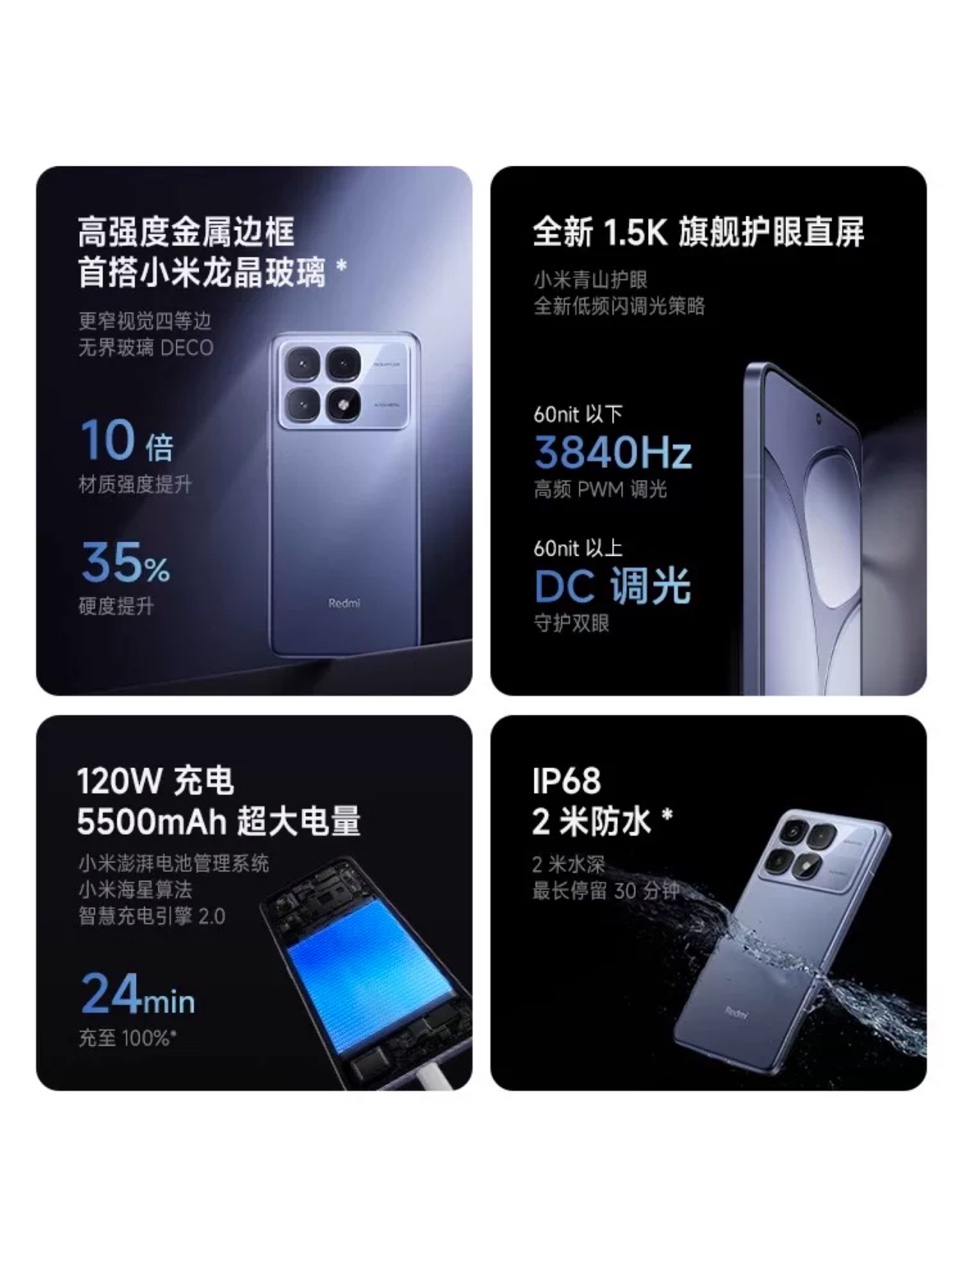 高强度金属边框
首搭小米龙晶玻璃*
更窄视觉四等边
无界玻璃 DECO
10 倍
材质强度提升
35%
硬度提升
Redmi
全新 1.5K 旗舰护眼直屏
小米青山护眼
全新低频闪调光策略
60nit 以下
3840Hz
高频 PWM 调光
60nit 以上
DC 调光
守护双眼
120W 充电
5500mAh 超大电量
小米澎湃电池管理系统
小米海星算法
智慧充电引擎 2.0
24min
充至 100%*
IP68
2 米防水*
2 米水深
最长停留 30 分钟
Redmi